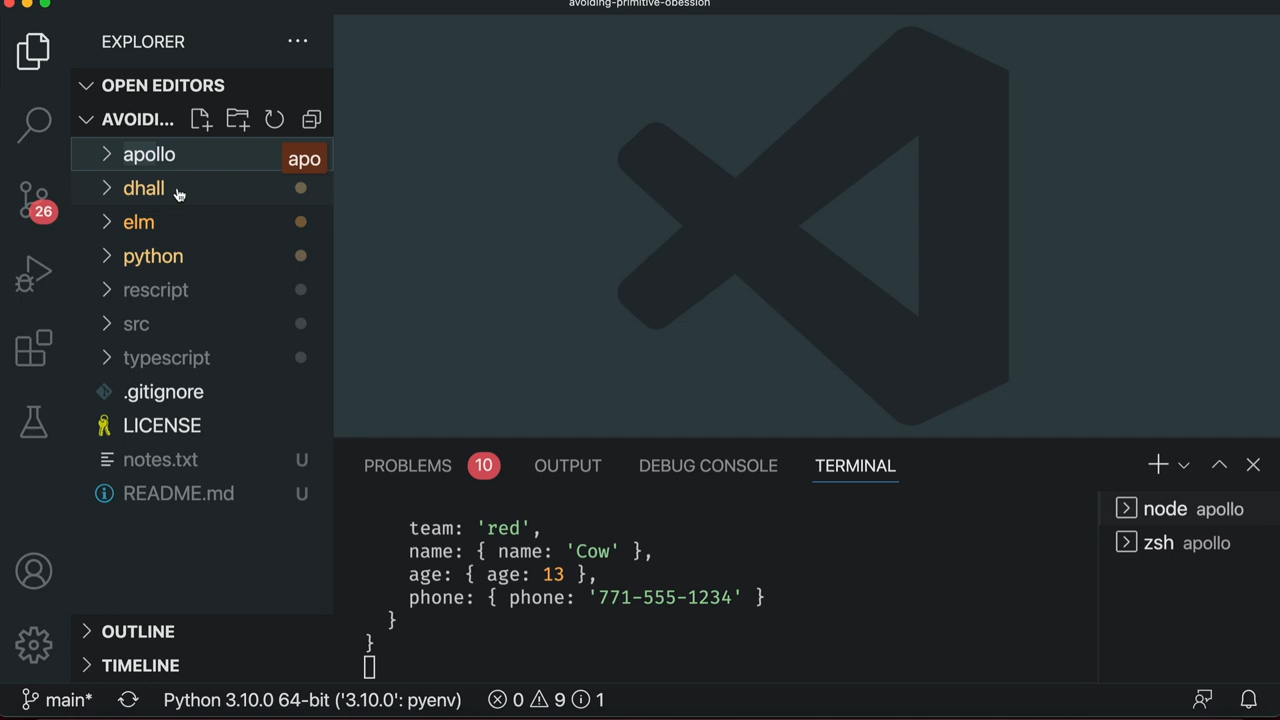 avoiding-primitive-obession
EXPLORER
OPEN EDITORS
AVOIDI...
apollo
apo
dhall
elm
python
rescript
src
typescript
.gitignore
LICENSE
notes.txt U
README.md U
OUTLINE
TIMELINE
26
PROBLEMS 10 OUTPUT DEBUG CONSOLE TERMINAL
team: 'red',
name: { name: 'Cow' },
age: { age: 13 },
phone: { phone: '771-555-1234' }
}
}
node apollo
zsh apollo
main* Python 3.10.0 64-bit ('3.10.0': pyenv) 0 9 1